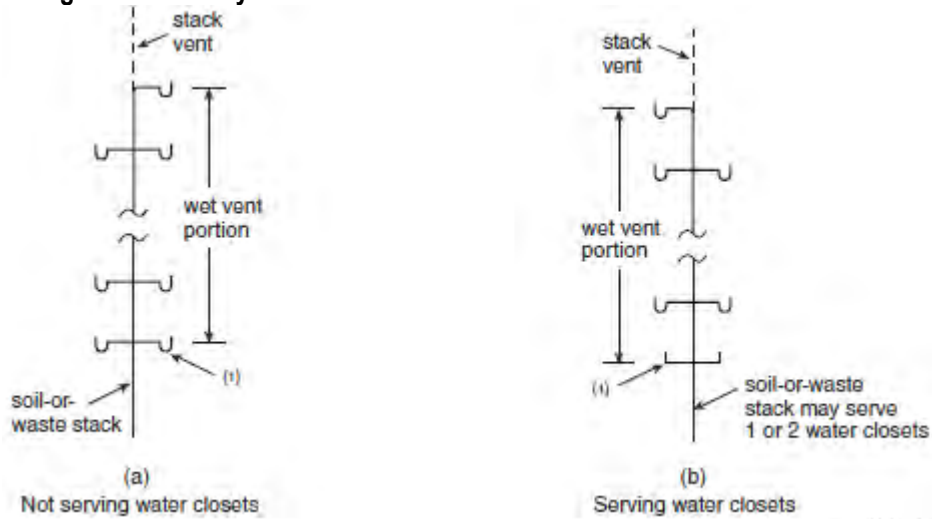 stack
vent
wet vent
portion
(1)
soil-or-
waste stack
(a)
Not serving water closets
stack
vent
wet vent
portion
(1)
soil-or-waste
stack may serve
1 or 2 water closets
(b)
Serving water closets